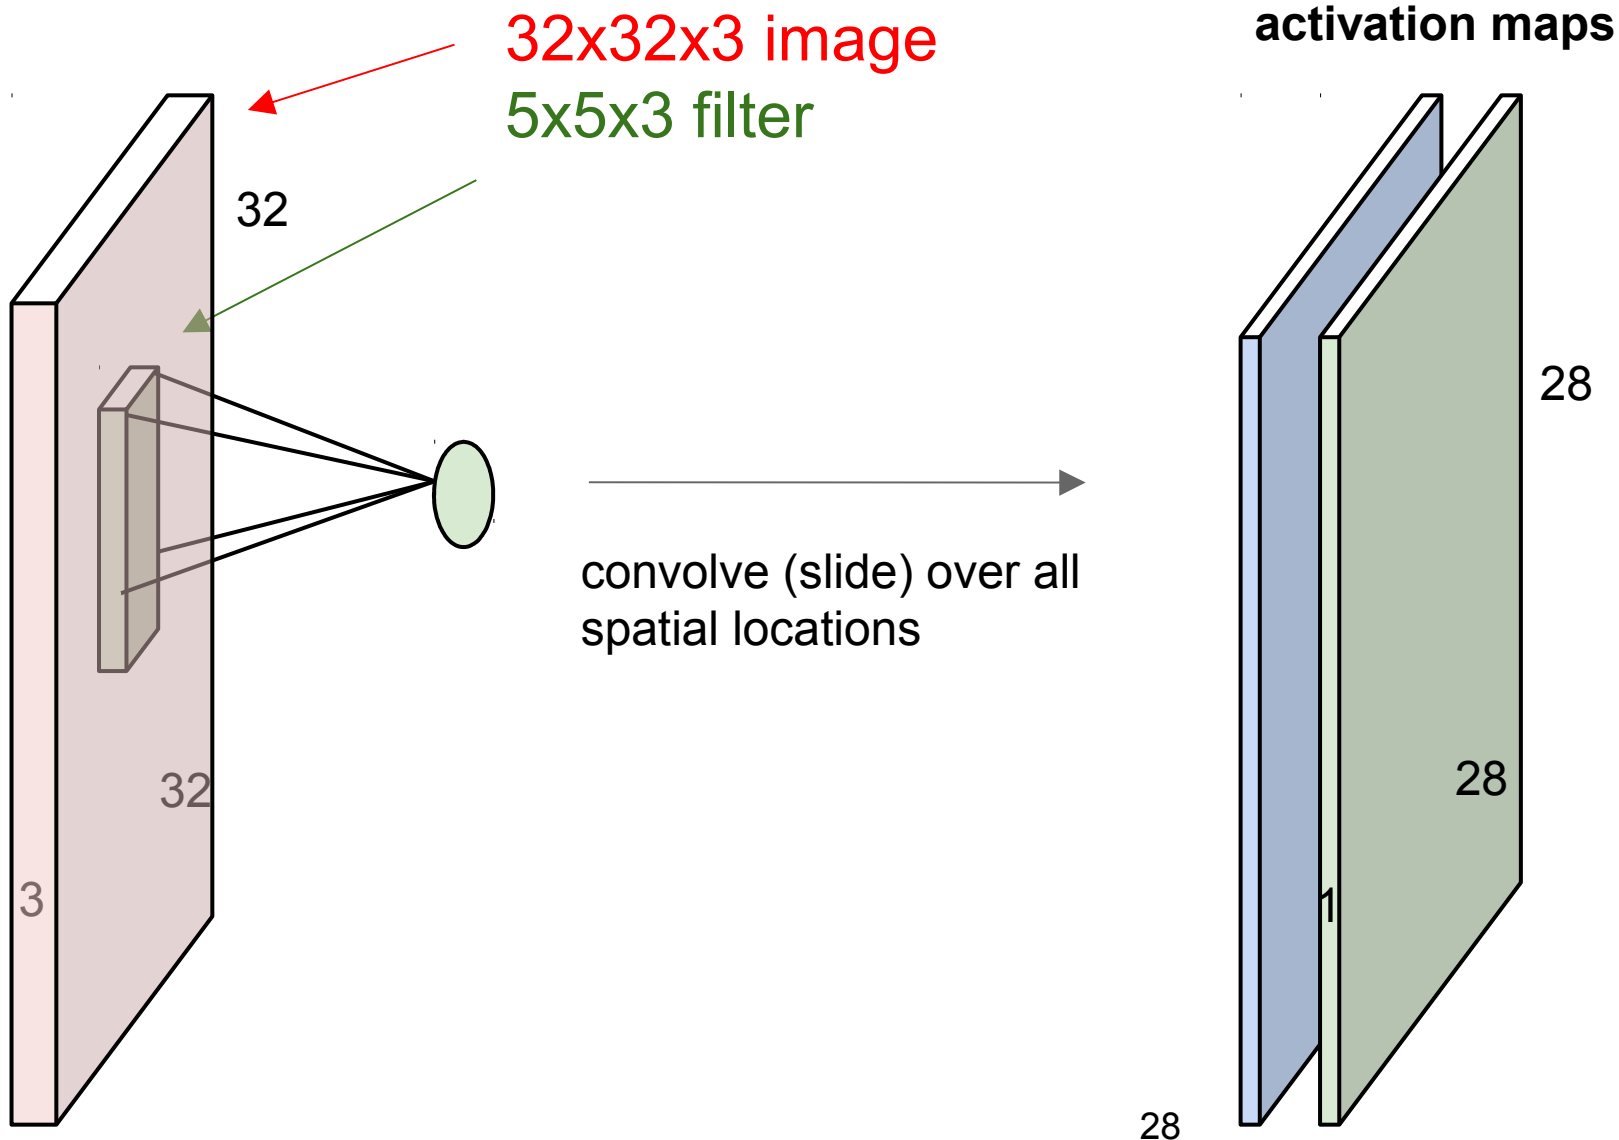 32x32x3 image
5x5x3 filter
activation maps
32
28
convolve (slide) over all
spatial locations
32
28
3
1
28